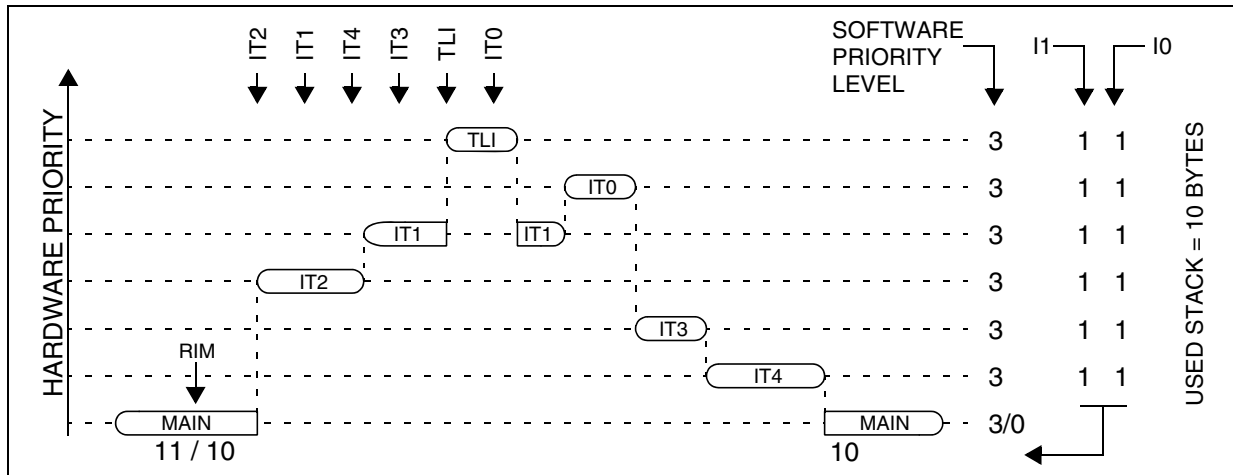 IT2 IT1 IT4 IT3 TLI IT0
SOFTWARE
PRIORITY
LEVEL
I1 I0
HARDWARE PRIORITY
TLI 3 1 1
IT0 3 1 1
IT1 IT1 3 1 1
IT2 3 1 1
IT3 3 1 1
RIM
IT4 3 1 1
MAIN MAIN 3/0
11 / 10 10
USED STACK = 10 BYTES